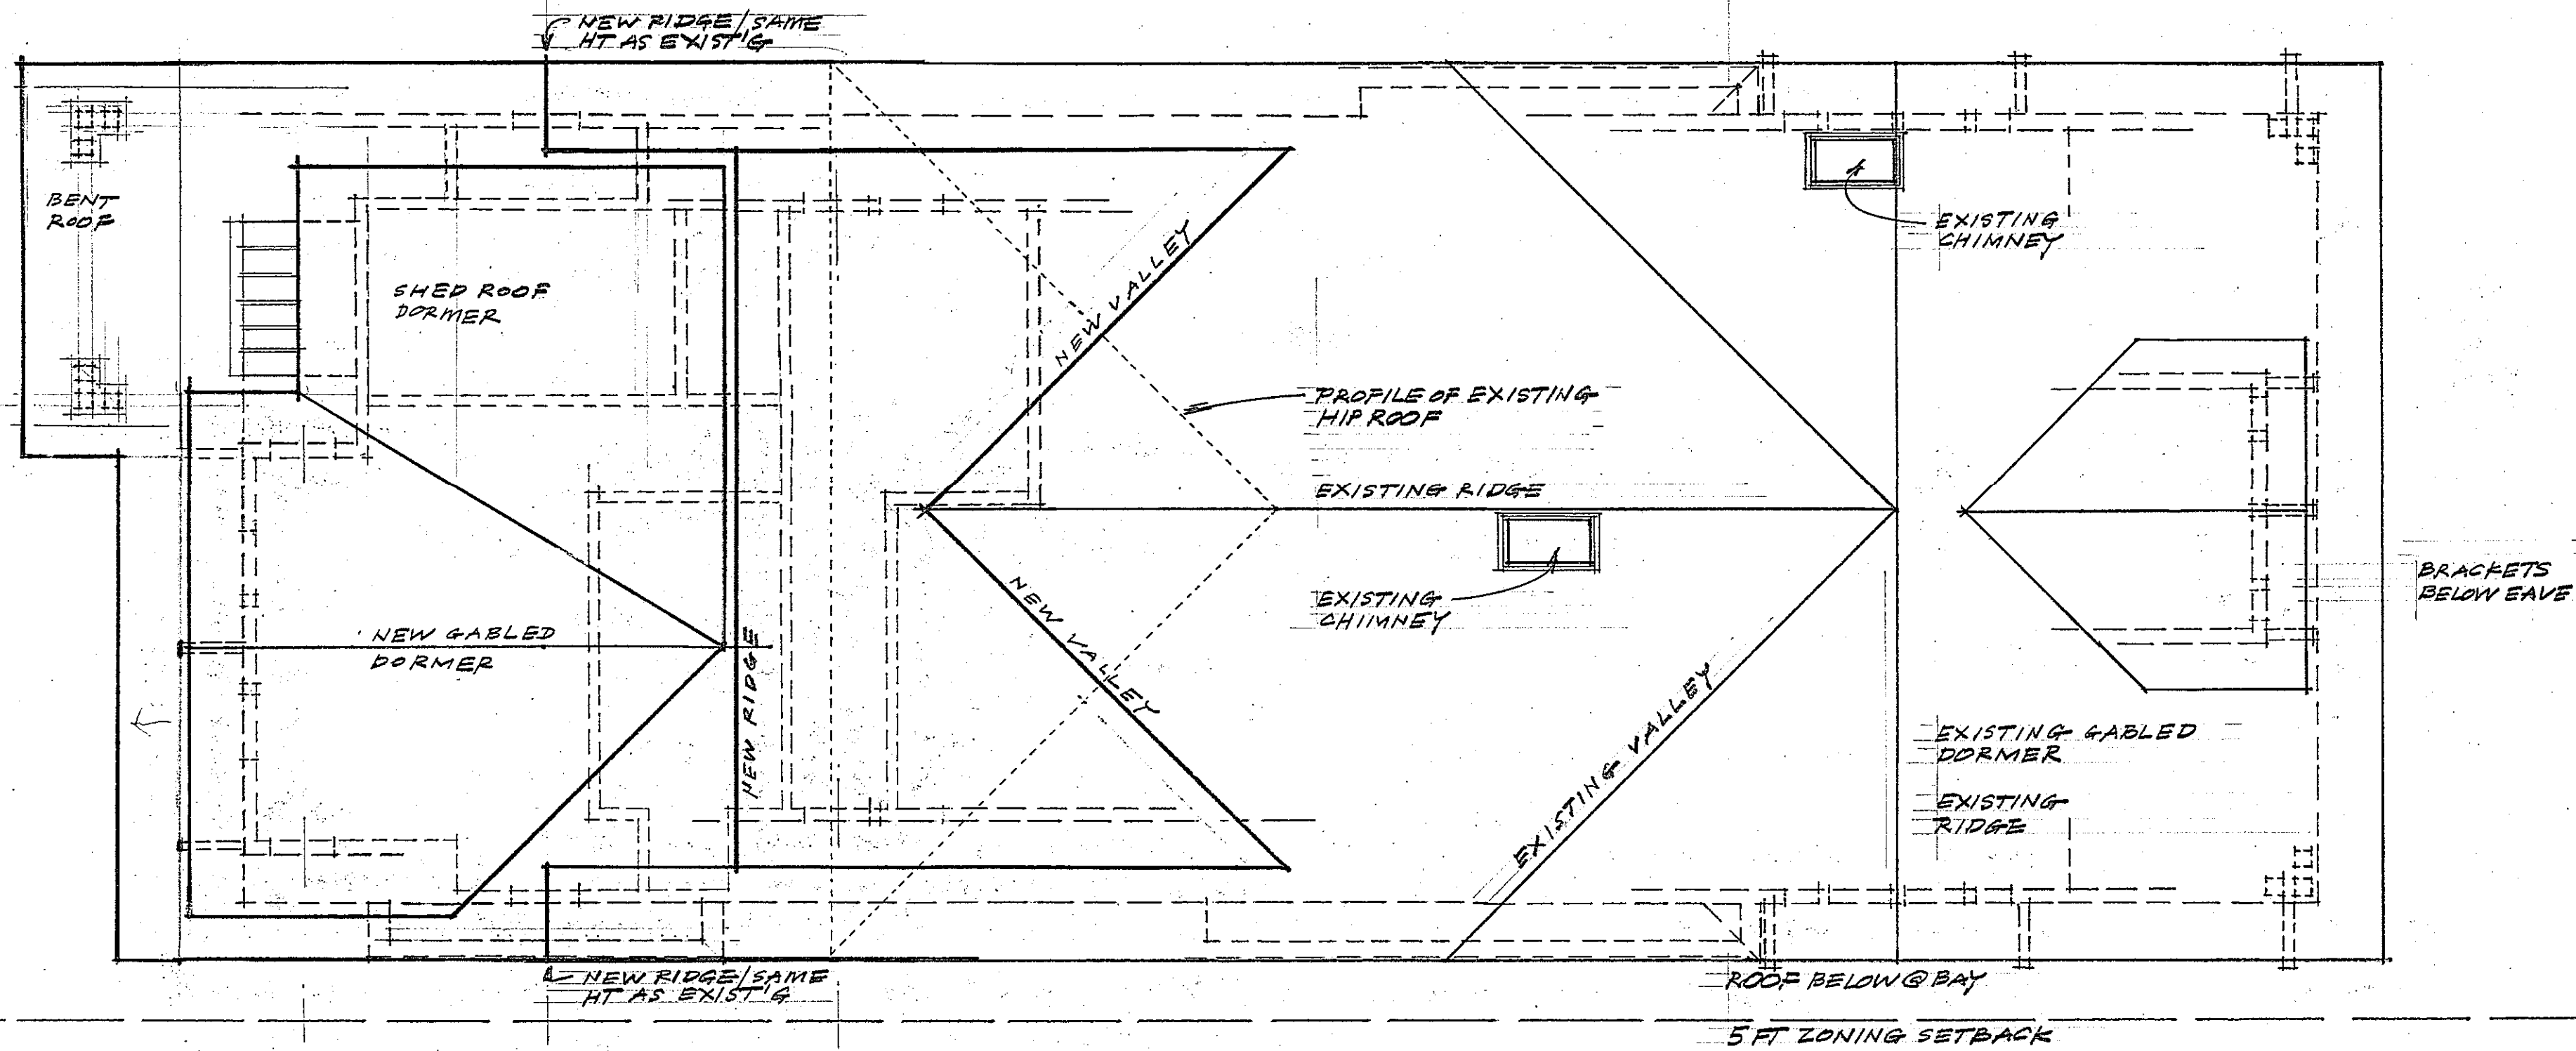 NEW RIDGE/SAME
HT AS EXIST'G
BENT
ROOF
SHED ROOF
DORMER
NEW VALLEY
EXISTING
CHIMNEY
PROFILE OF EXISTING
HIP ROOF
EXISTING RIDGE
EXISTING
CHIMNEY
NEW VALLEY
NEW GABLED
DORMER
NEW RIDGE
EXISTING VALLEY
BRACKETS
BELOW EAVE
EXISTING GABLED
DORMER
EXISTING
RIDGE
NEW RIDGE/SAME
HT AS EXIST'G
ROOF BELOW @ BAY
5 FT ZONING SETBACK